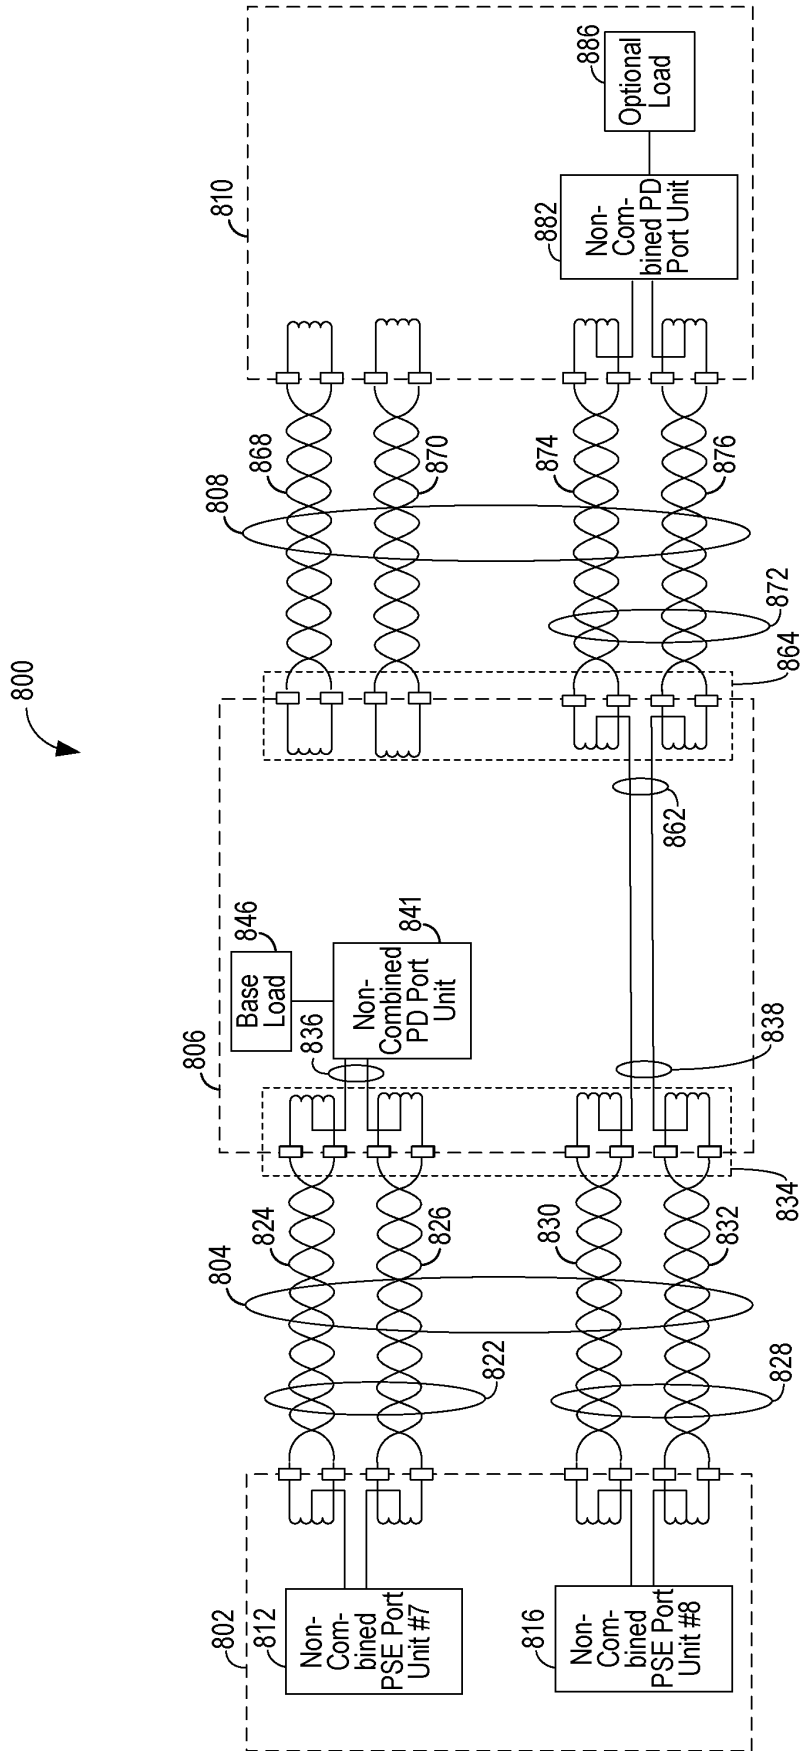 800
802
812
Non-
Com-
bined
PSE Port
Unit #7
816
Non-
Com-
bined
PSE Port
Unit #8
804
824
826
822
830
832
828
806
834
836
Base
Load
846
Non-
Combined
PD Port
Unit
841
838
862
864
808
868
870
874
876
872
810
882
Non-
Com-
bined PD
Port Unit
886
Optional
Load